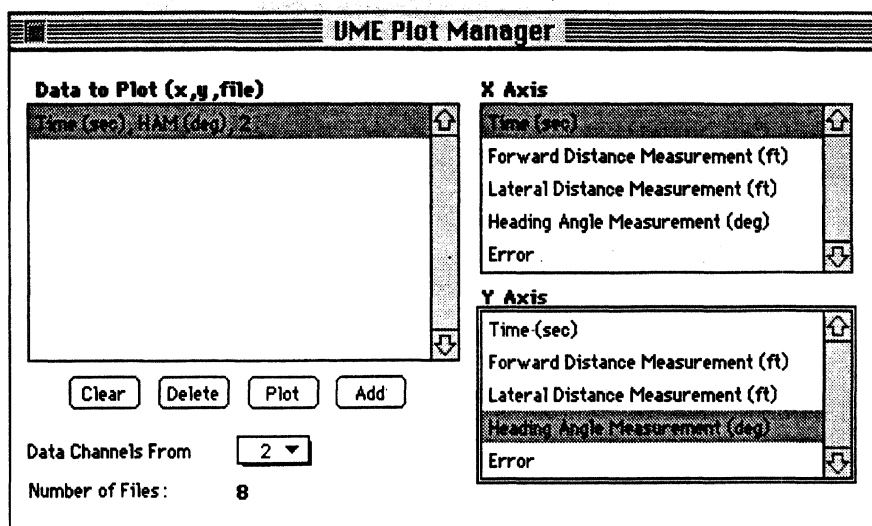 UME Plot Manager
Data to Plot (x,y,file)
Time (sec), HAM (deg), 2
Clear
Delete
Plot
Add
Data Channels From
2
Number of Files:
8
X Axis
Time (sec)
Forward Distance Measurement (ft)
Lateral Distance Measurement (ft)
Heading Angle Measurement (deg)
Error
Y Axis
Time (sec)
Forward Distance Measurement (ft)
Lateral Distance Measurement (ft)
Heading Angle Measurement (deg)
Error